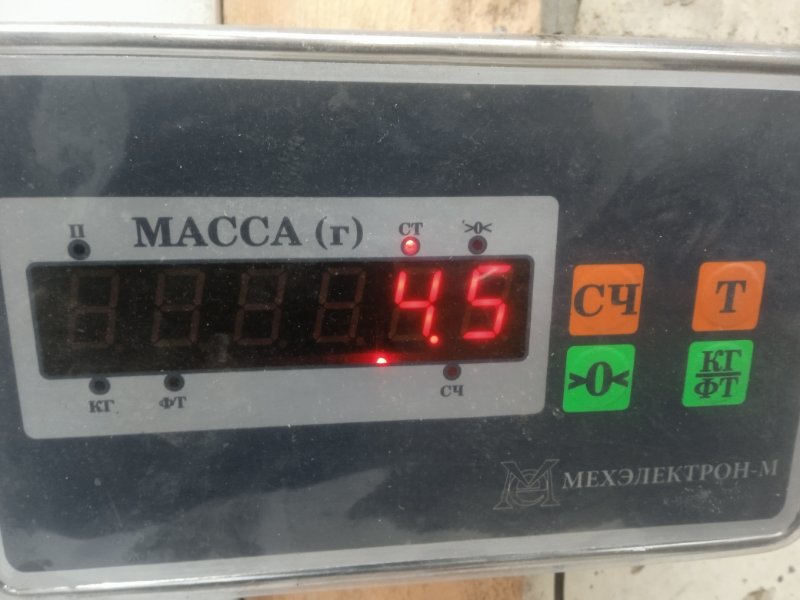 П МАССА (г) СТ >0<
4.5
КГ ФТ СЧ
СЧ Т
>0< КГ/ФТ
МЕХЭЛЕКТРОН-М